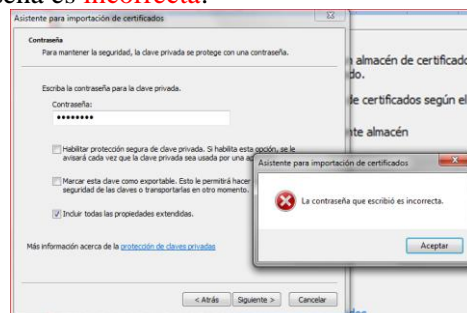 seña es incorrecta.
Asistente para importación de certificados
Contraseña
Para mantener la seguridad, la clave privada se protege con una contraseña.
Escriba la contraseña para la clave privada.
Contraseña:
••••••••
Habilitar protección segura de clave privada. Si habilita esta opción, se le
avisará cada vez que la clave privada sea usada por una ap
Marcar esta clave como exportable. Esto le permitirá hacer
seguridad de las claves o transportarlas en otro momento.
Incluir todas las propiedades extendidas.
Más información acerca de la protección de claves privadas
< Atrás
Siguiente >
Cancelar
almacén de certificado
do.
de certificados según el
nte almacén
Asistente para importación de certificados
La contraseña que escribió es incorrecta.
Aceptar